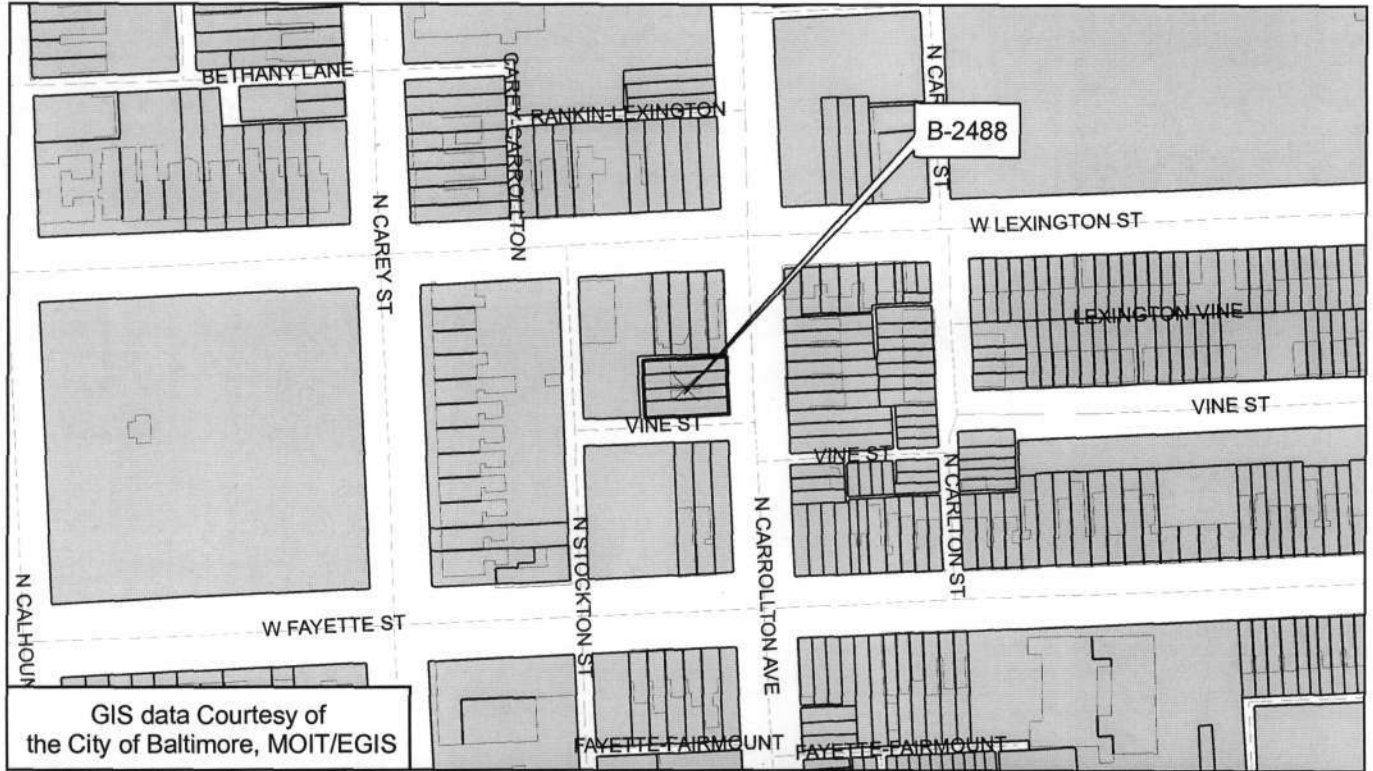 BETHANY LANE
CAREY-CARROLLTON
RANKIN-LEXINGTON
N CAREY ST
B-2488
N CAR
ST
W LEXINGTON ST
LEXINGTON VINE
VINE ST
VINE ST
VINE ST
N CARLTON ST
N CARROLLTON AVE
N STOCKTON ST
N CALHOUN
W FAYETTE ST
GIS data Courtesy of
the City of Baltimore, MOIT/EGIS
FAYETTE-FAIRMOUNT
FAYETTE-FAIRMOUNT